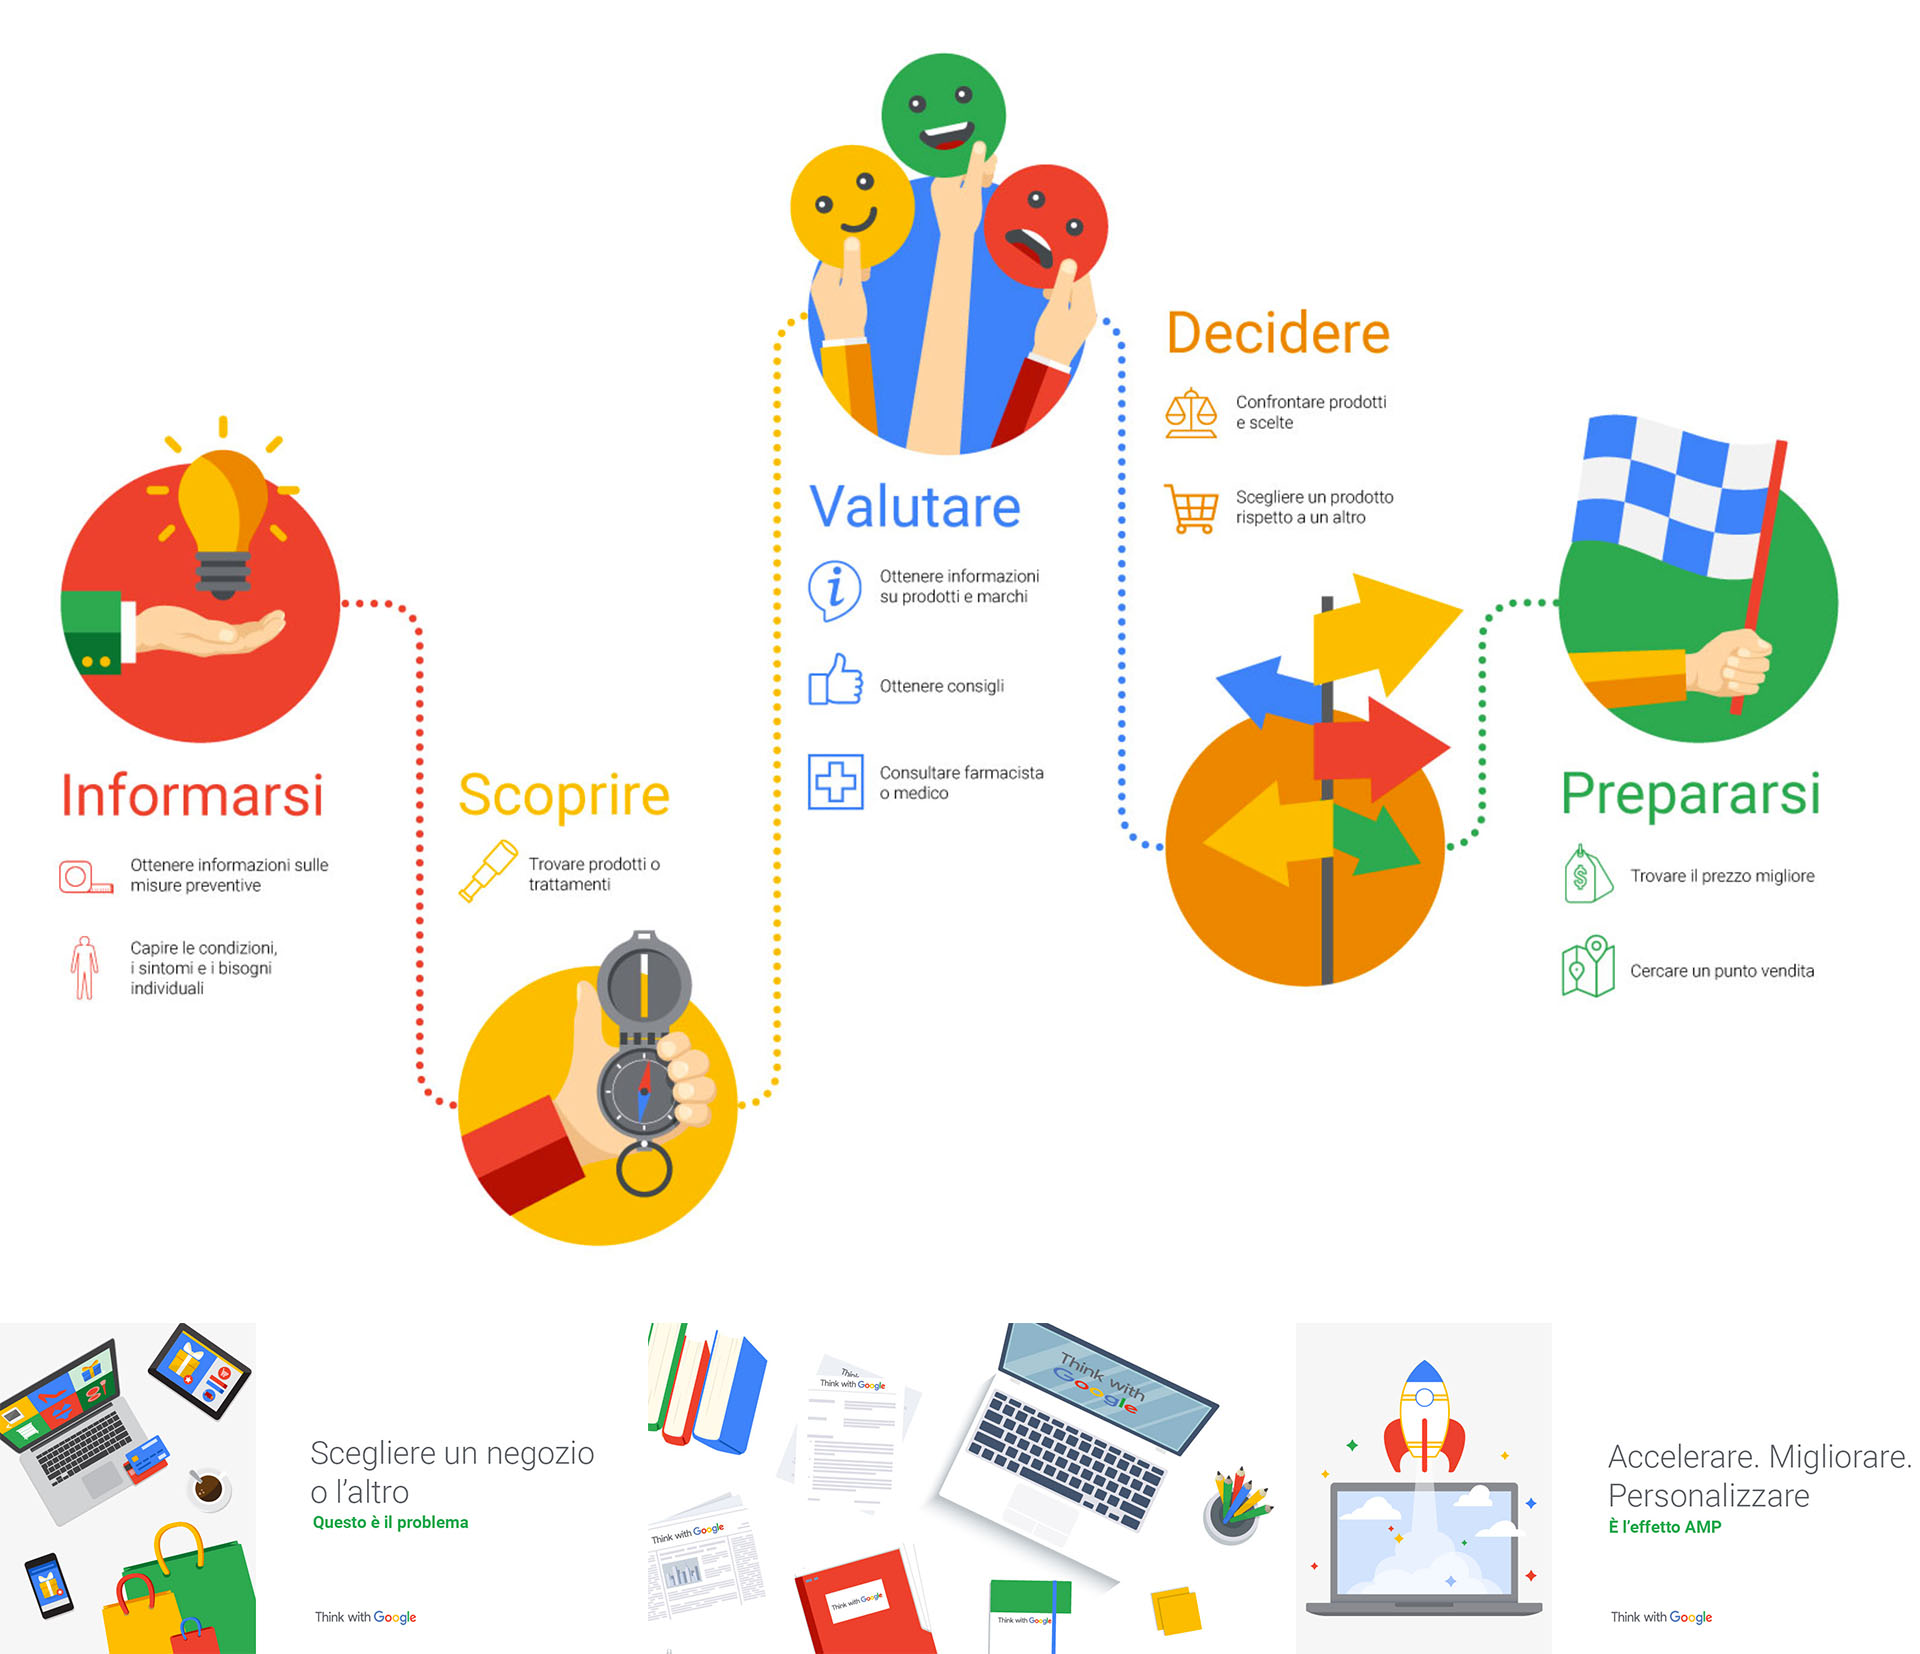 Informarsi
Ottenere informazioni sulle
misure preventive
Capire le condizioni,
i sintomi e i bisogni
individuali
Scoprire
Trovare prodotti o
trattamenti
Valutare
Ottenere informazioni
su prodotti e marchi
Ottenere consigli
Consultare farmacista
o medico
Decidere
Confrontare prodotti
e scelte
Scegliere un prodotto
rispetto a un altro
Prepararsi
Trovare il prezzo migliore
Cercare un punto vendita
Scegliere un negozio
o l'altro
Questo è il problema
Think with Google
Think
Think with Google
Think with
Google
Think with Google
Think with Google
Think with Google
Accelerare. Migliorare.
Personalizzare
È l'effetto AMP
Think with Google